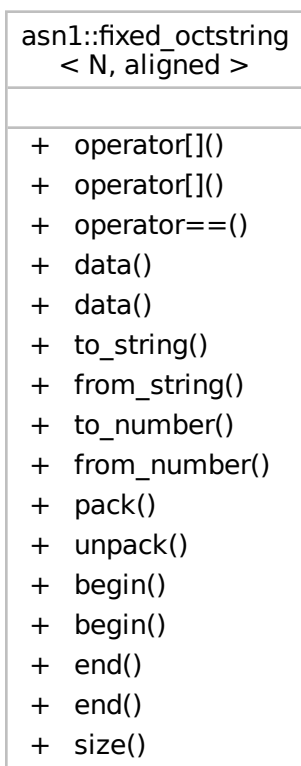 asn1::fixed_octstring
< N, aligned >
+ operator[]()
+ operator[]()
+ operator==()
+ data()
+ data()
+ to_string()
+ from_string()
+ to_number()
+ from_number()
+ pack()
+ unpack()
+ begin()
+ begin()
+ end()
+ end()
+ size()